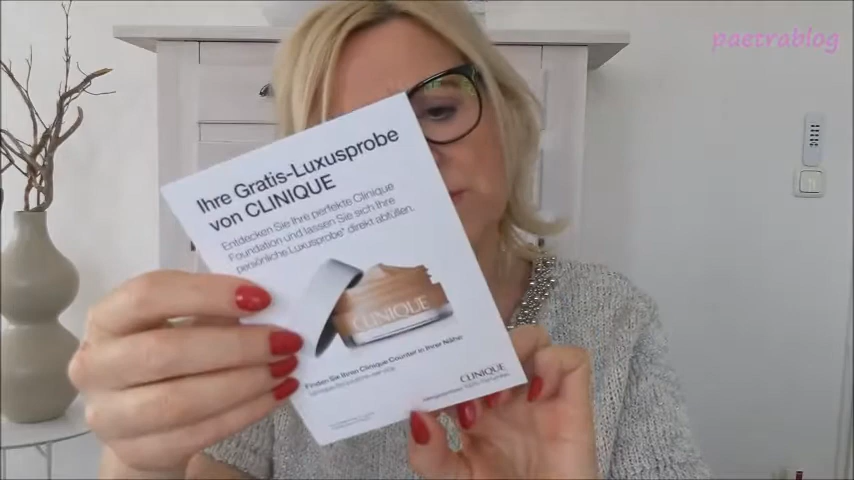 paetrablog
Ihre Gratis-Luxusprobe
von CLINIQUE
Entdecken Sie Ihre perfekte Clinique
Foundation und lassen Sie sich Ihre
persönliche Luxusprobe* direkt abfüllen.
CLINIQUE
Finden Sie Ihren Clinique Counter in Ihrer Nähe
CLINIQUE